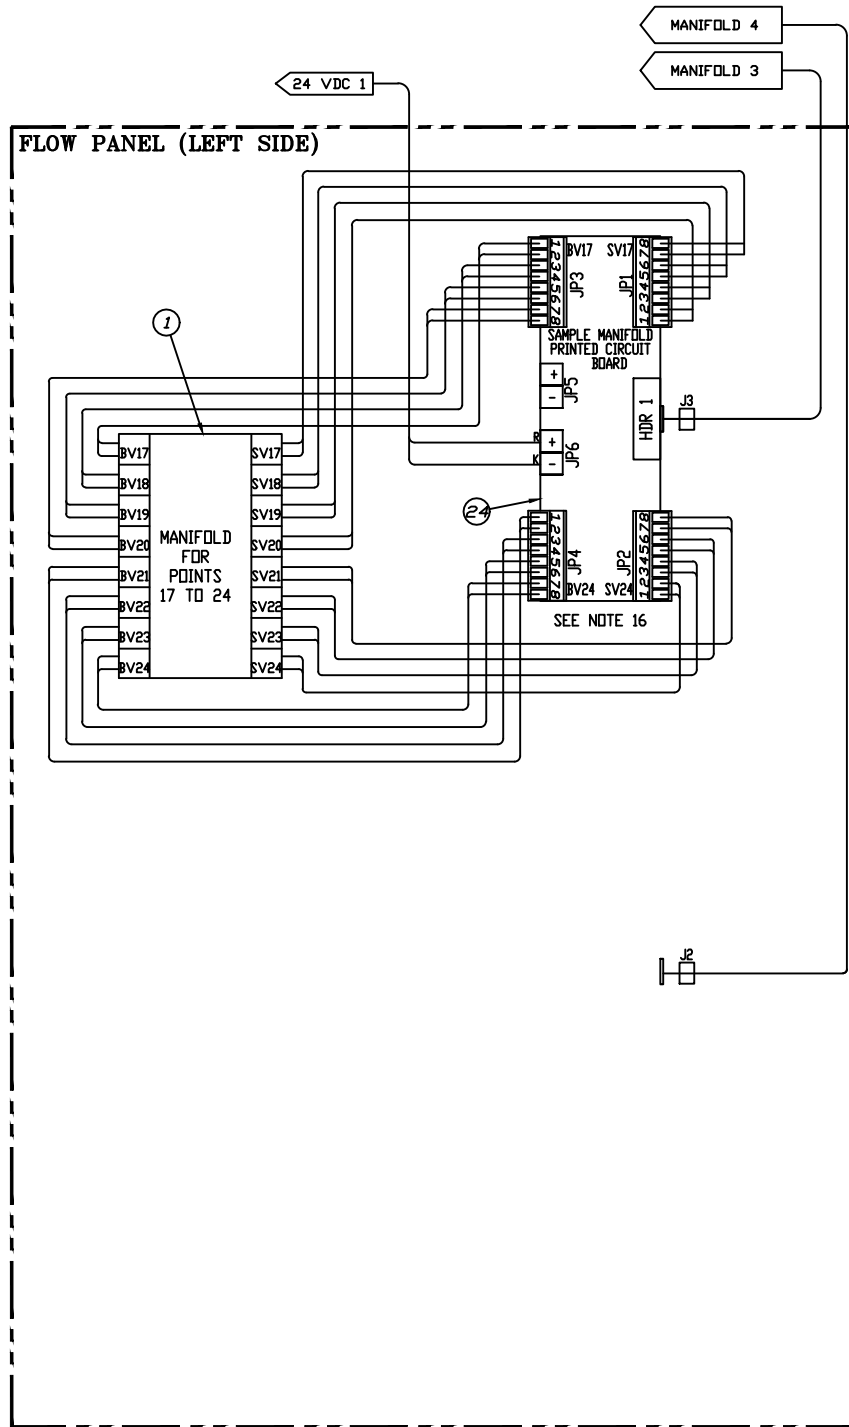 MANIFOLD 4
MANIFOLD 3
24 VDC 1
FLOW PANEL (LEFT SIDE)
1
12345678
BV17
JP3
SV17
JP1
12345678
SAMPLE MANIFOLD
PRINTED CIRCUIT
BOARD
+
-
JP5
HDR 1
J3
R
+
K
-
JP6
24
BV17
BV18
BV19
BV20
BV21
BV22
BV23
BV24
MANIFOLD
FOR
POINTS
17 TO 24
SV17
SV18
SV19
SV20
SV21
SV22
SV23
SV24
12345678
JP4
BV24
JP2
SV24
12345678
SEE NOTE 16
J2